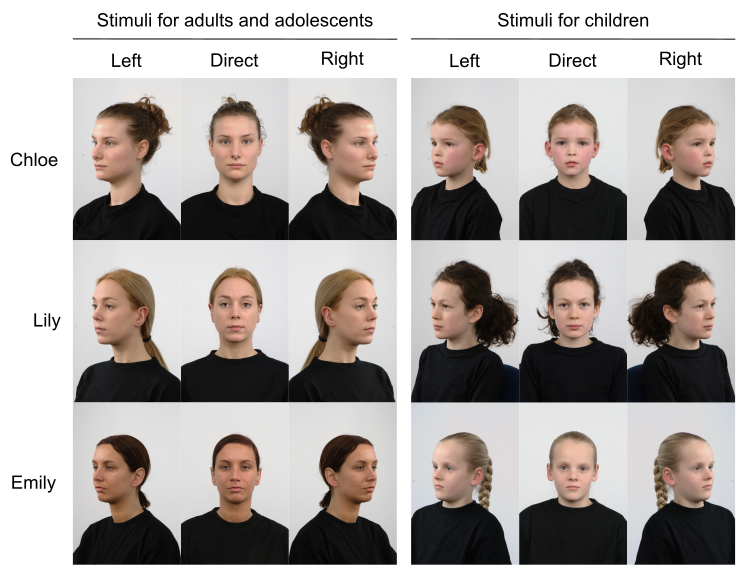 Stimuli for adults and adolescents
Stimuli for children
Left Direct Right
Left Direct Right
Chloe
Lily
Emily